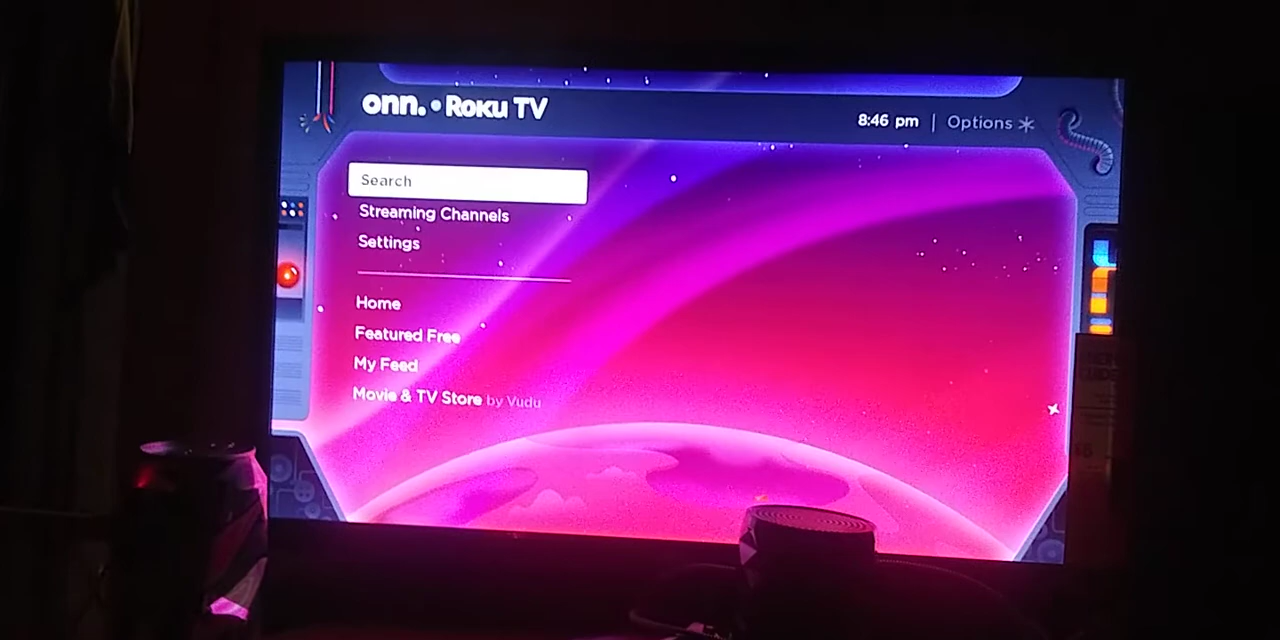 onn. • Roku TV
8:46 pm | Options
Search
Streaming Channels
Settings
Home
Featured Free
My Feed
Movie & TV Store by Vudu